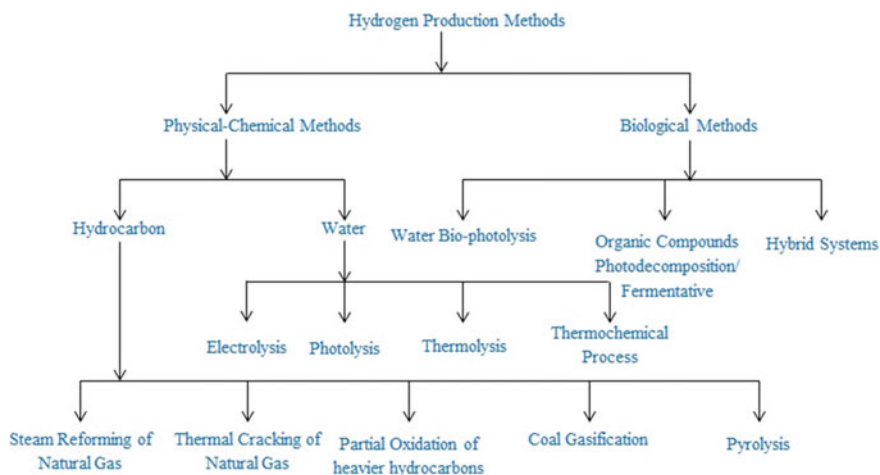 Hydrogen Production Methods
Physical-Chemical Methods
Biological Methods
Hydrocarbon
Water
Water Bio-photolysis
Organic Compounds
Photodecomposition/
Fermentative
Hybrid Systems
Electrolysis
Photolysis
Thermolysis
Thermochemical
Process
Steam Reforming of
Natural Gas
Thermal Cracking of
Natural Gas
Partial Oxidation of
heavier hydrocarbons
Coal Gasification
Pyrolysis